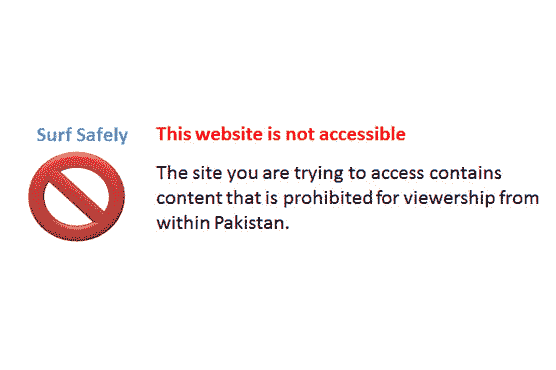 Surf Safely
This website is not accessible
The site you are trying to access contains
content that is prohibited for viewership from
within Pakistan.